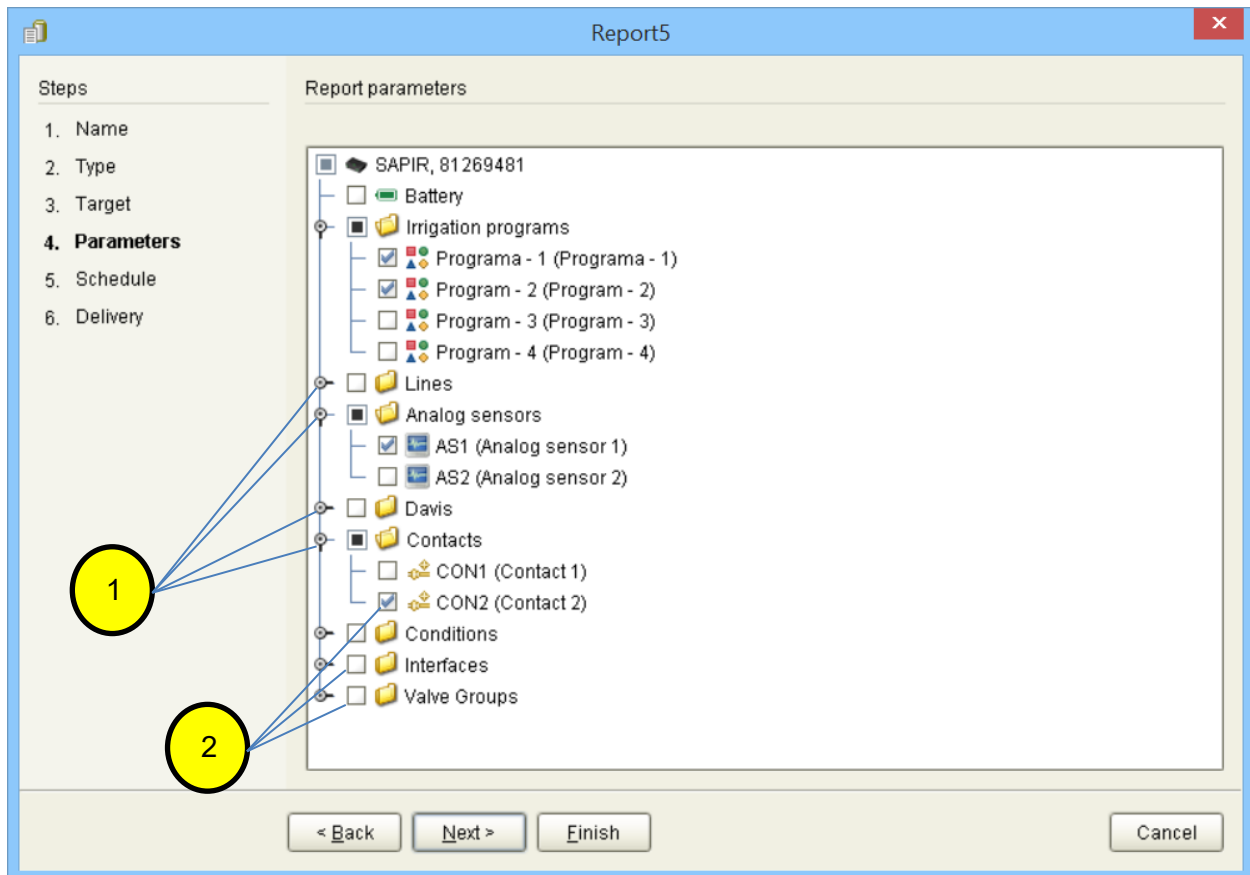 Report5
Steps
1. Name
2. Type
3. Target
4. Parameters
5. Schedule
6. Delivery
Report parameters
SAPIR, 81269481
Battery
Irrigation programs
Programa - 1 (Programa - 1)
Program - 2 (Program - 2)
Program - 3 (Program - 3)
Program - 4 (Program - 4)
Lines
Analog sensors
AS1 (Analog sensor 1)
AS2 (Analog sensor 2)
Davis
Contacts
CON1 (Contact 1)
CON2 (Contact 2)
Conditions
Interfaces
Valve Groups
1
2
< Back
Next >
Finish
Cancel